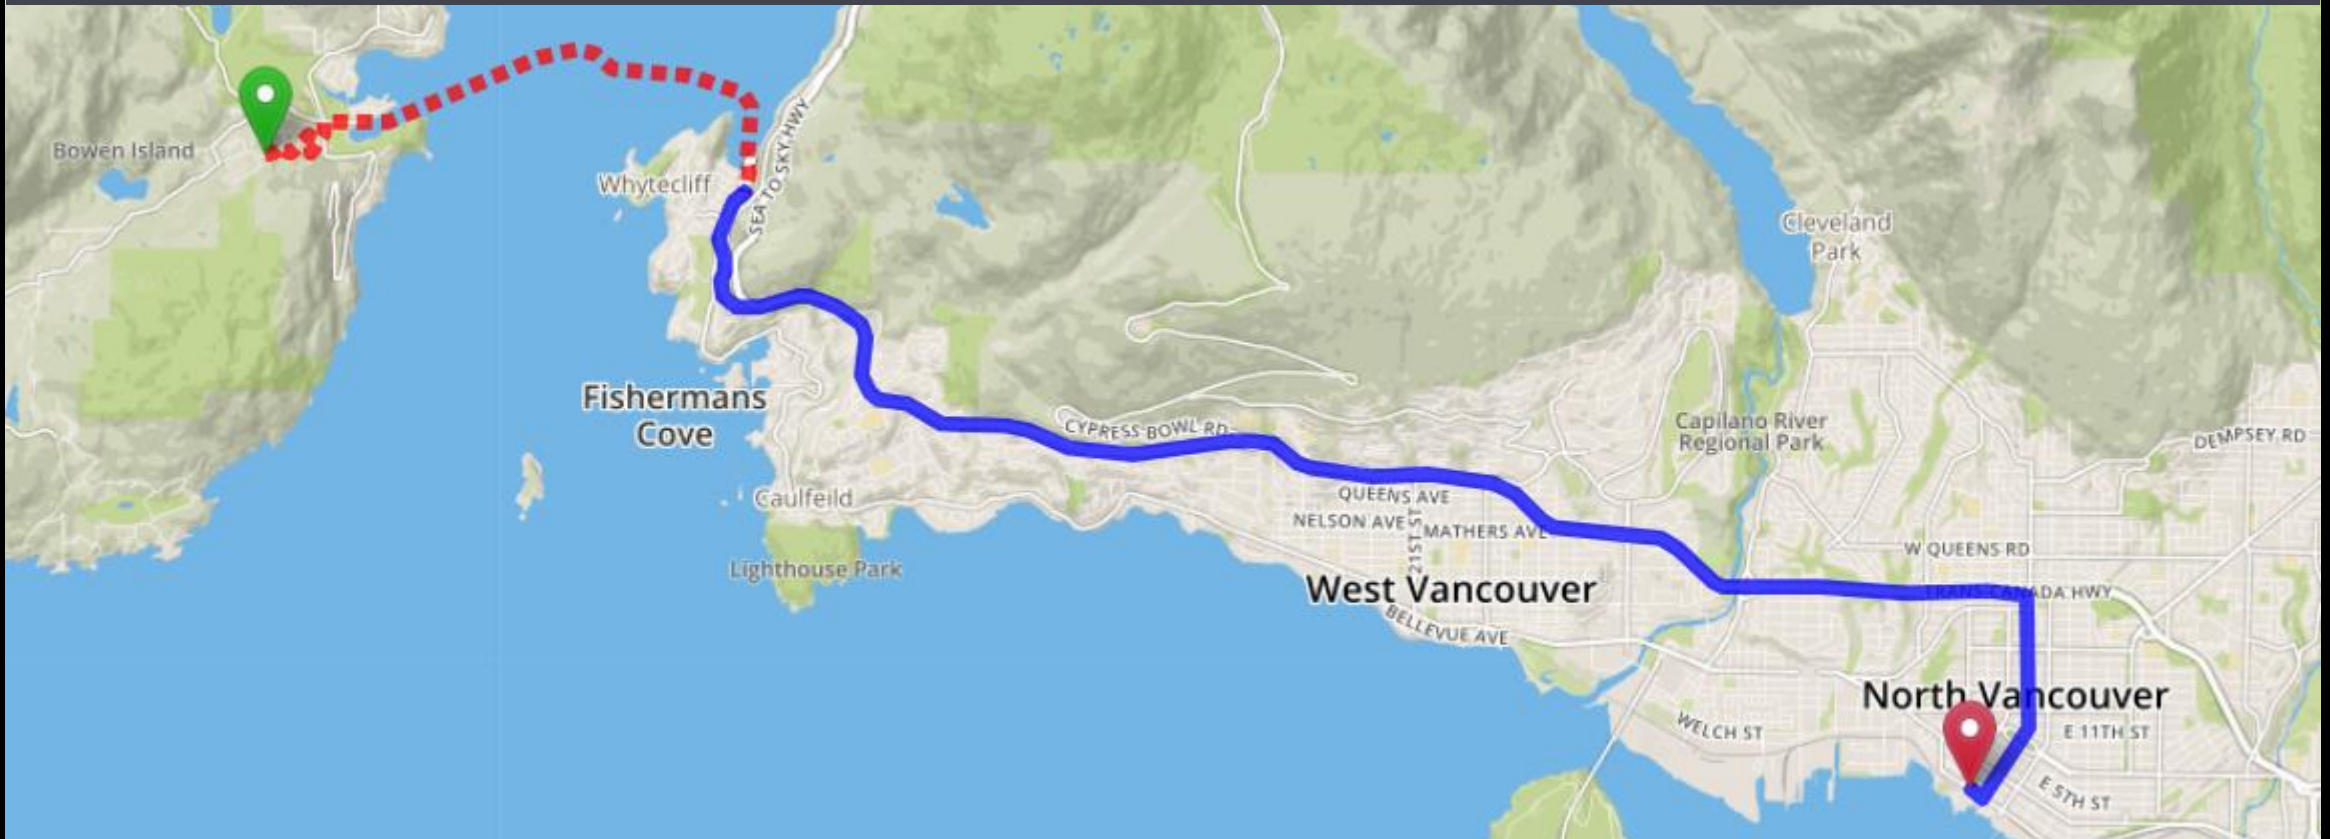 SEA TO SKY HWY
Bowen Island
Whytecliff
Cleveland
Park
Fishermans
Cove
CYPRESS BOWL RD
Capilano River
Regional Park
DEMPSEY RD
Caulfeild
QUEENS AVE
NELSON AVE
21ST ST
MATHERS AVE
W QUEENS RD
Lighthouse Park
West Vancouver
TRANS-CANADA HWY
BELLEVUE AVE
North Vancouver
WELCH ST
E 11TH ST
E 5TH ST